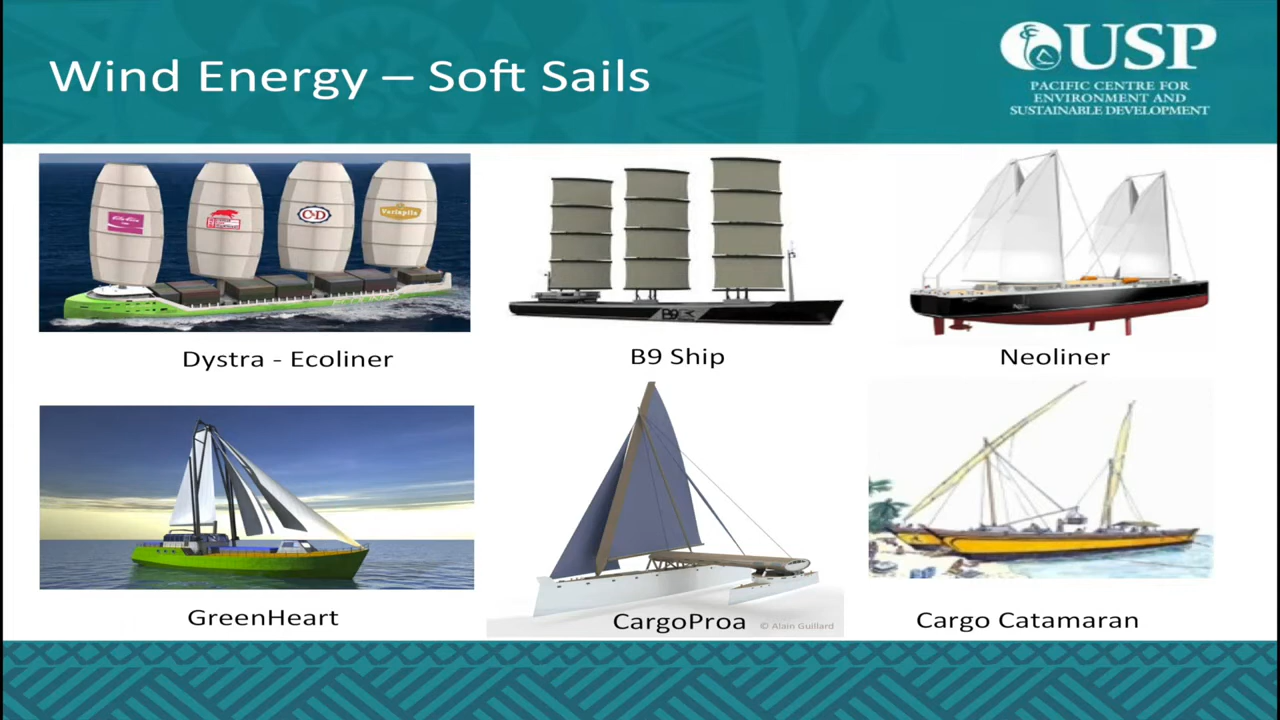 Wind Energy – Soft Sails
USP
PACIFIC CENTRE FOR
ENVIRONMENT AND
SUSTAINABLE DEVELOPMENT
C&D
B9
Dystra - Ecoliner
B9 Ship
Neoliner
GreenHeart
CargoProa
© Alain Guillard
Cargo Catamaran